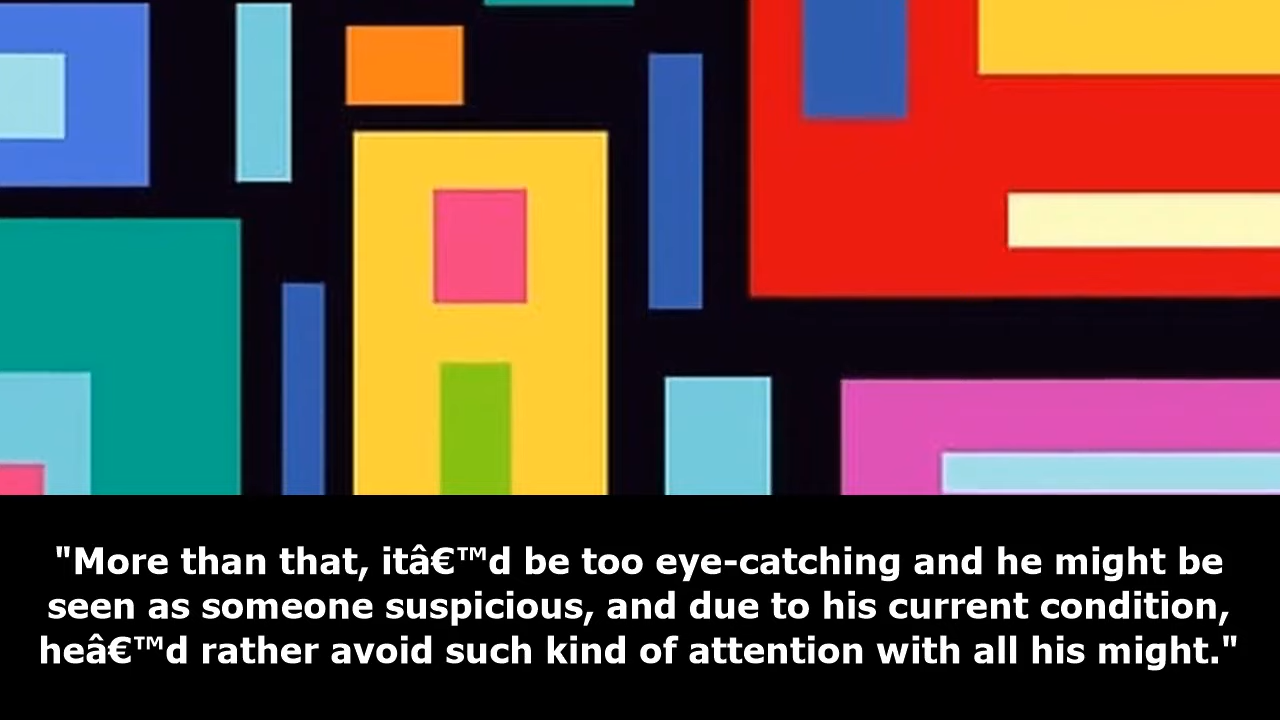 "More than that, itâ€™d be too eye-catching and he might be
seen as someone suspicious, and due to his current condition,
heâ€™d rather avoid such kind of attention with all his might."